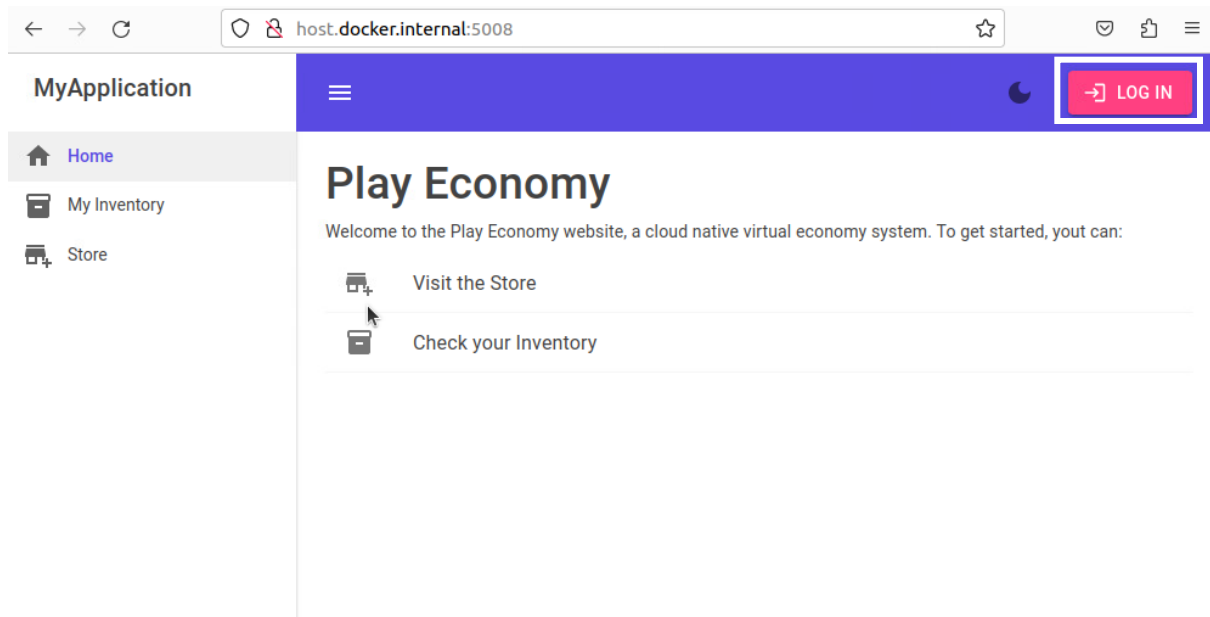 host.docker.internal:5008
MyApplication
LOG IN
Home
My Inventory
Store
Play Economy
Welcome to the Play Economy website, a cloud native virtual economy system. To get started, yout can:
Visit the Store
Check your Inventory